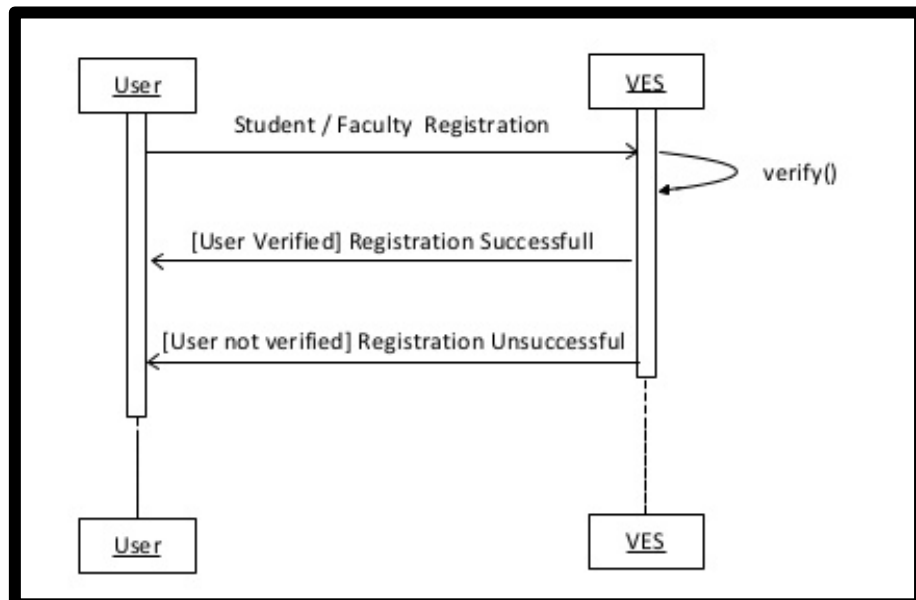 User
VES
Student / Faculty Registration
verify()
[User Verified] Registration Successfull
[User not verified] Registration Unsuccessful
User
VES